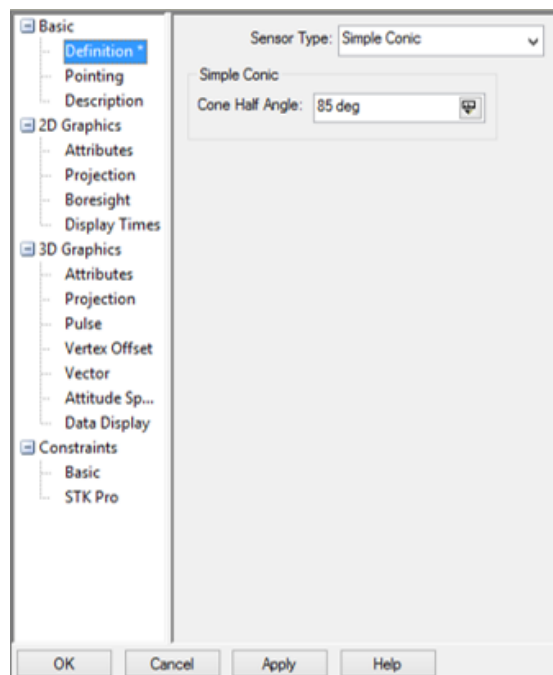 Basic
Definition *
Pointing
Description
2D Graphics
Attributes
Projection
Boresight
Display Times
3D Graphics
Attributes
Projection
Pulse
Vertex Offset
Vector
Attitude Sp...
Data Display
Constraints
Basic
STK Pro
Sensor Type: Simple Conic
Simple Conic
Cone Half Angle: 85 deg
OK Cancel Apply Help